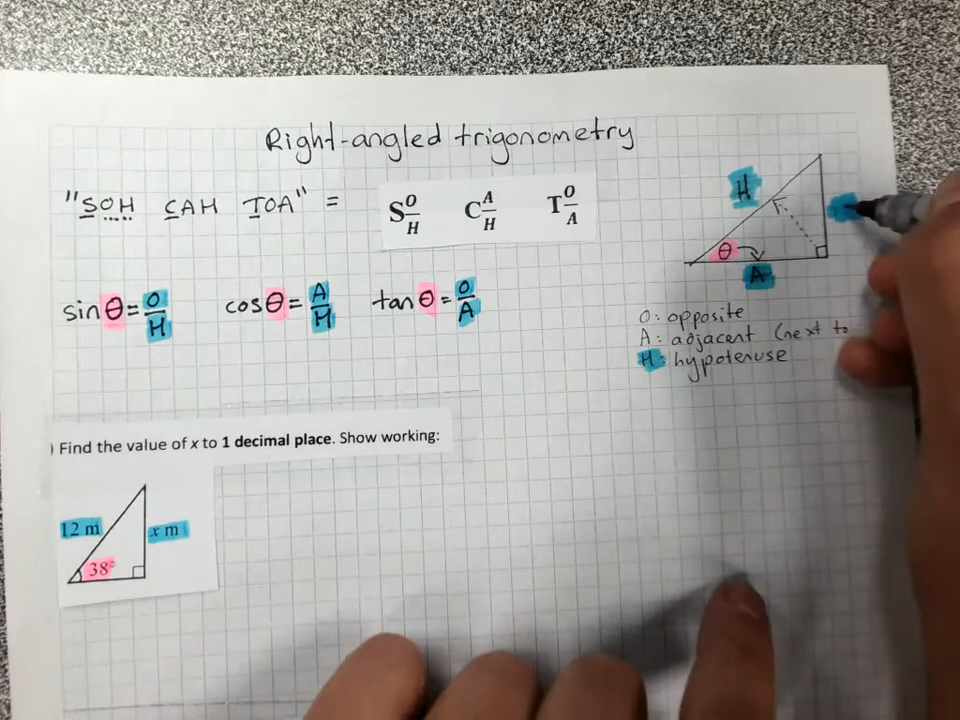 Right-angled trigonometry
"SOH CAH TOA" = S O/H C A/H T O/A
H
θ
A
sinθ = O/H cosθ = A/H tanθ = O/A
O: opposite
A: adjacent (next to
H: hypotenuse
) Find the value of x to 1 decimal place. Show working:
12 m
x m
38°